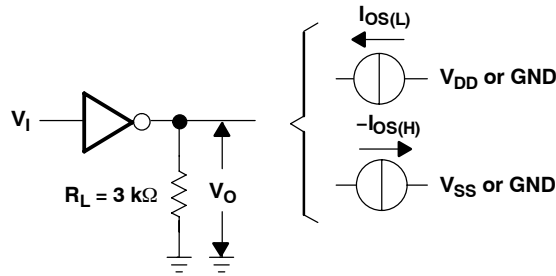 I_OS(L)
V_DD or GND
V_I
–I_OS(H)
R_L = 3 kΩ
V_O
V_SS or GND